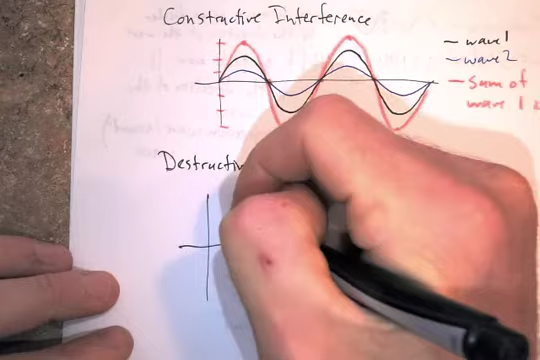 Constructive Interference
— wave 1
— wave 2
— Sum of
wave 1
Destructiv